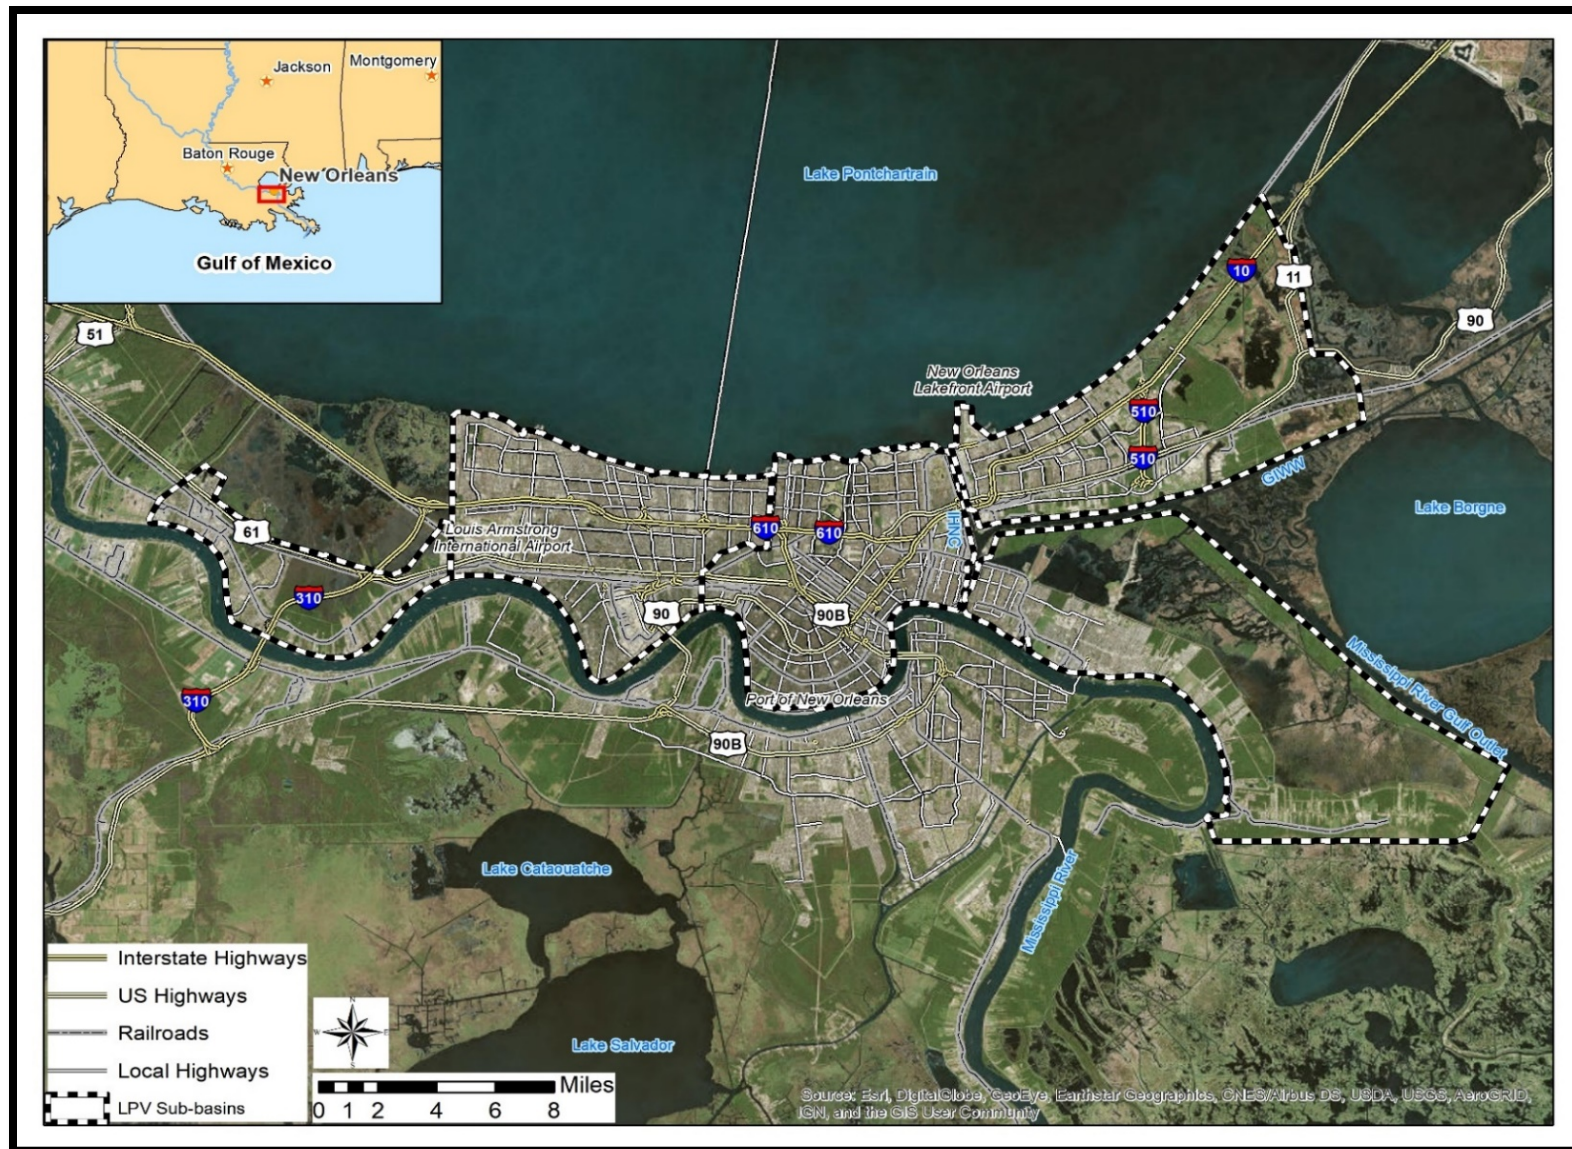 Jackson
Montgomery
Baton Rouge
New Orleans
Gulf of Mexico
Lake Pontchartrain
10
11
90
51
New Orleans
Lakefront Airport
510
510
GIWW
Lake Borgne
61
Louis Armstrong
International Airport
610
610
IHNC
310
90
90B
Mississippi River Gulf Outlet
310
Port of New Orleans
90B
Lake Cataouatche
Mississippi River
Lake Salvador
Interstate Highways
US Highways
Railroads
Local Highways
LPV Sub-basins
N
W
E
S
Miles
0 1 2 4 6 8
Source: Esri, DigitalGlobe, GeoEye, Earthstar Geographics, CNES/Airbus DS, USDA, USGS, AeroGRID,
IGN, and the GIS User Community